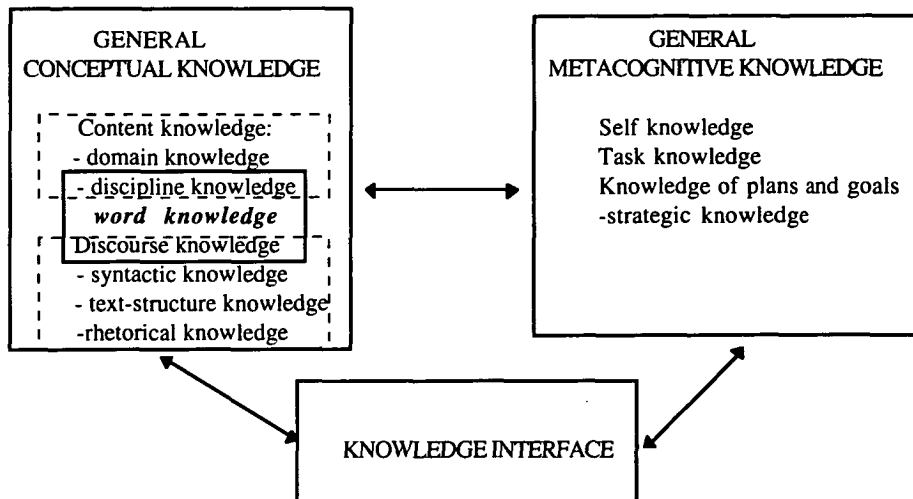 GENERAL
CONCEPTUAL KNOWLEDGE
Content knowledge:
- domain knowledge
- discipline knowledge
word knowledge
Discourse knowledge
- syntactic knowledge
- text-structure knowledge
-rhetorical knowledge
GENERAL
METACOGNITIVE KNOWLEDGE
Self knowledge
Task knowledge
Knowledge of plans and goals
-strategic knowledge
KNOWLEDGE INTERFACE